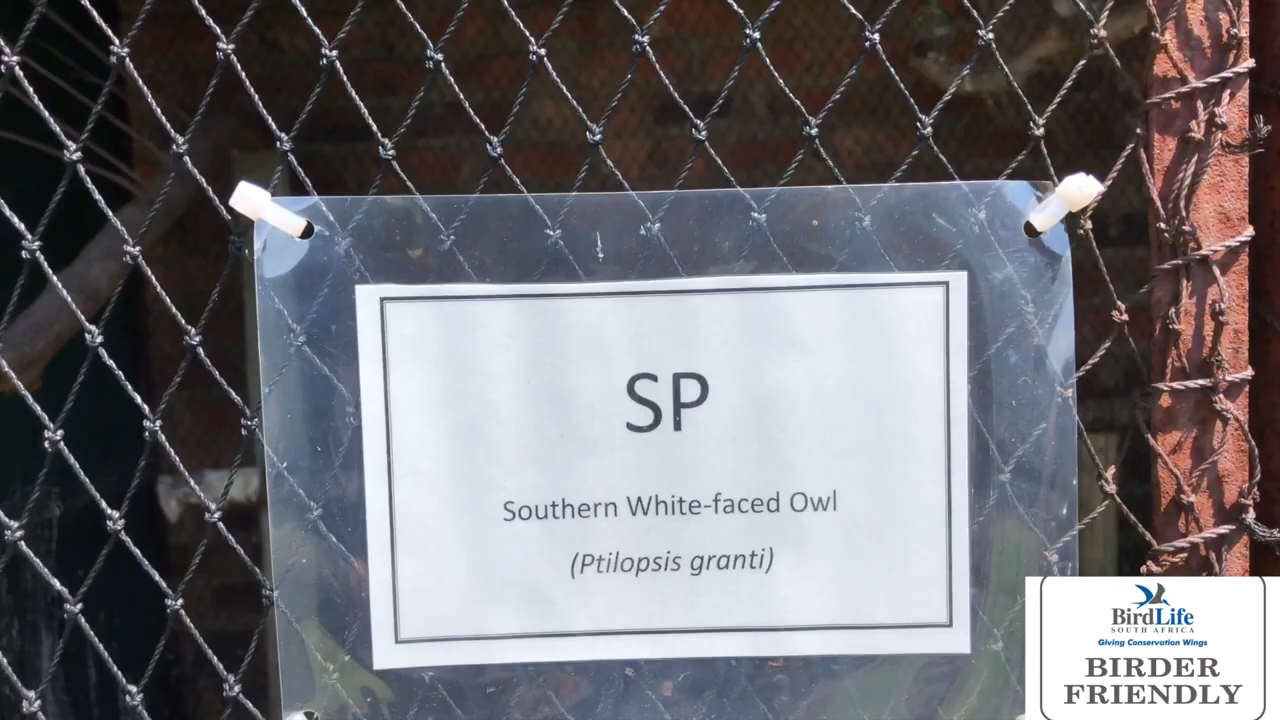 SP
Southern White-faced Owl
(Ptilopsis granti)
BirdLife
SOUTH AFRICA
Giving Conservation Wings
BIRDER
FRIENDLY